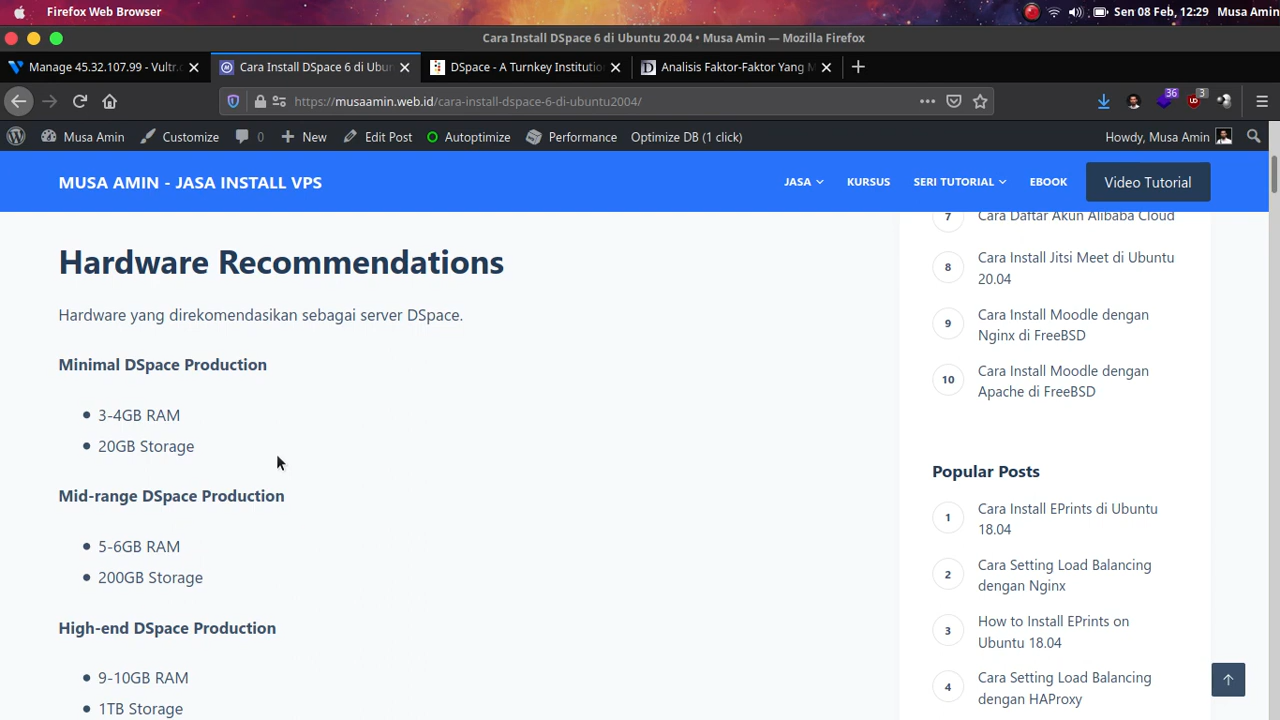 Firefox Web Browser
Sen 08 Feb, 12:29 Musa Amin
Cara Install DSpace 6 di Ubuntu 20.04 • Musa Amin — Mozilla Firefox
Manage 45.32.107.99 - Vultr.
Cara Install DSpace 6 di Ubun
DSpace - A Turnkey Institutio
Analisis Faktor-Faktor Yang M
https://musaamin.web.id/cara-install-dspace-6-di-ubuntu2004/
36
3
Musa Amin Customize 0 New Edit Post Autoptimize Performance Optimize DB (1 click) Howdy, Musa Amin
MUSA AMIN - JASA INSTALL VPS
JASA KURSUS SERI TUTORIAL EBOOK Video Tutorial
Hardware Recommendations
Hardware yang direkomendasikan sebagai server DSpace.
Minimal DSpace Production
3-4GB RAM
20GB Storage
Mid-range DSpace Production
5-6GB RAM
200GB Storage
High-end DSpace Production
9-10GB RAM
1TB Storage
7 Cara Daftar Akun Alibaba Cloud
8 Cara Install Jitsi Meet di Ubuntu
20.04
9 Cara Install Moodle dengan
Nginx di FreeBSD
10 Cara Install Moodle dengan
Apache di FreeBSD
Popular Posts
1 Cara Install EPrints di Ubuntu
18.04
2 Cara Setting Load Balancing
dengan Nginx
3 How to Install EPrints on
Ubuntu 18.04
4 Cara Setting Load Balancing
dengan HAProxy